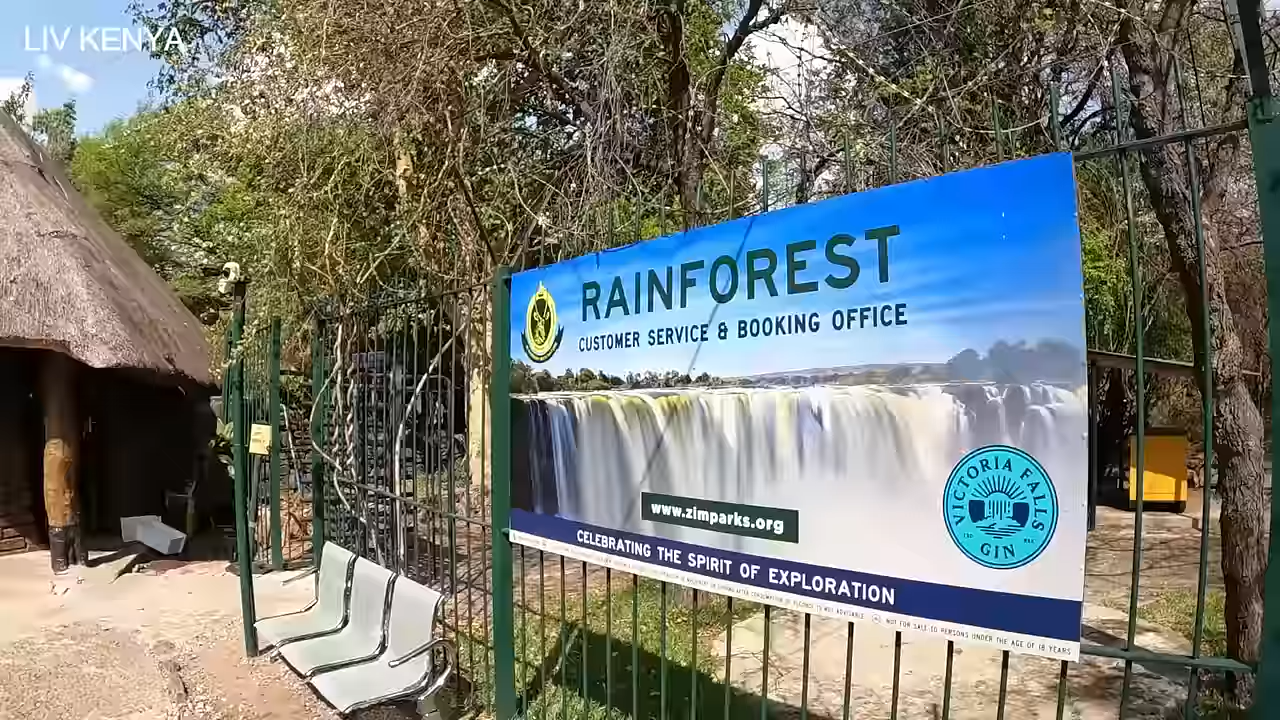 LIV KENYA
RAINFOREST
CUSTOMER SERVICE & BOOKING OFFICE
www.zimparks.org
VICTORIA FALLS
GIN
CELEBRATING THE SPIRIT OF EXPLORATION
NOT FOR SALE TO PERSONS UNDER THE AGE OF 18 YEARS